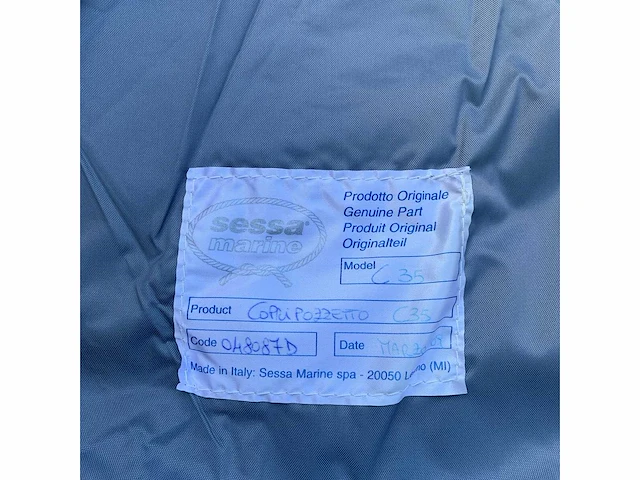 sessa
marine
Prodotto Originale
Genuine Part
Produit Original
Originalteil
Model C 35
Product COPRIPOZZETTO C35
Code 048087D Date
Made in Italy: Sessa Marine spa - 20050 (MI)